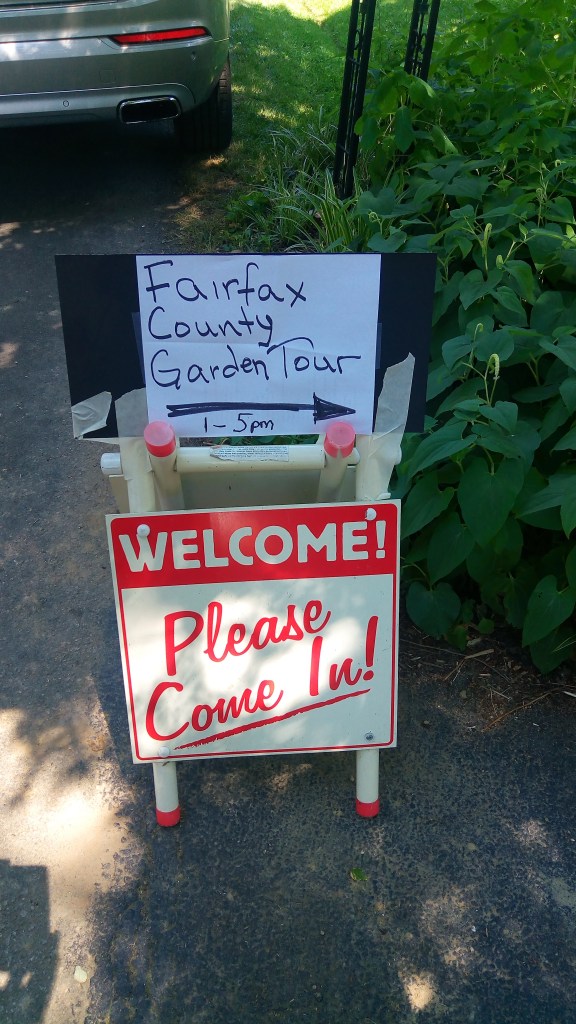 Fairfax
County
Garden Tour
1-5pm
WELCOME!
Please
Come In!